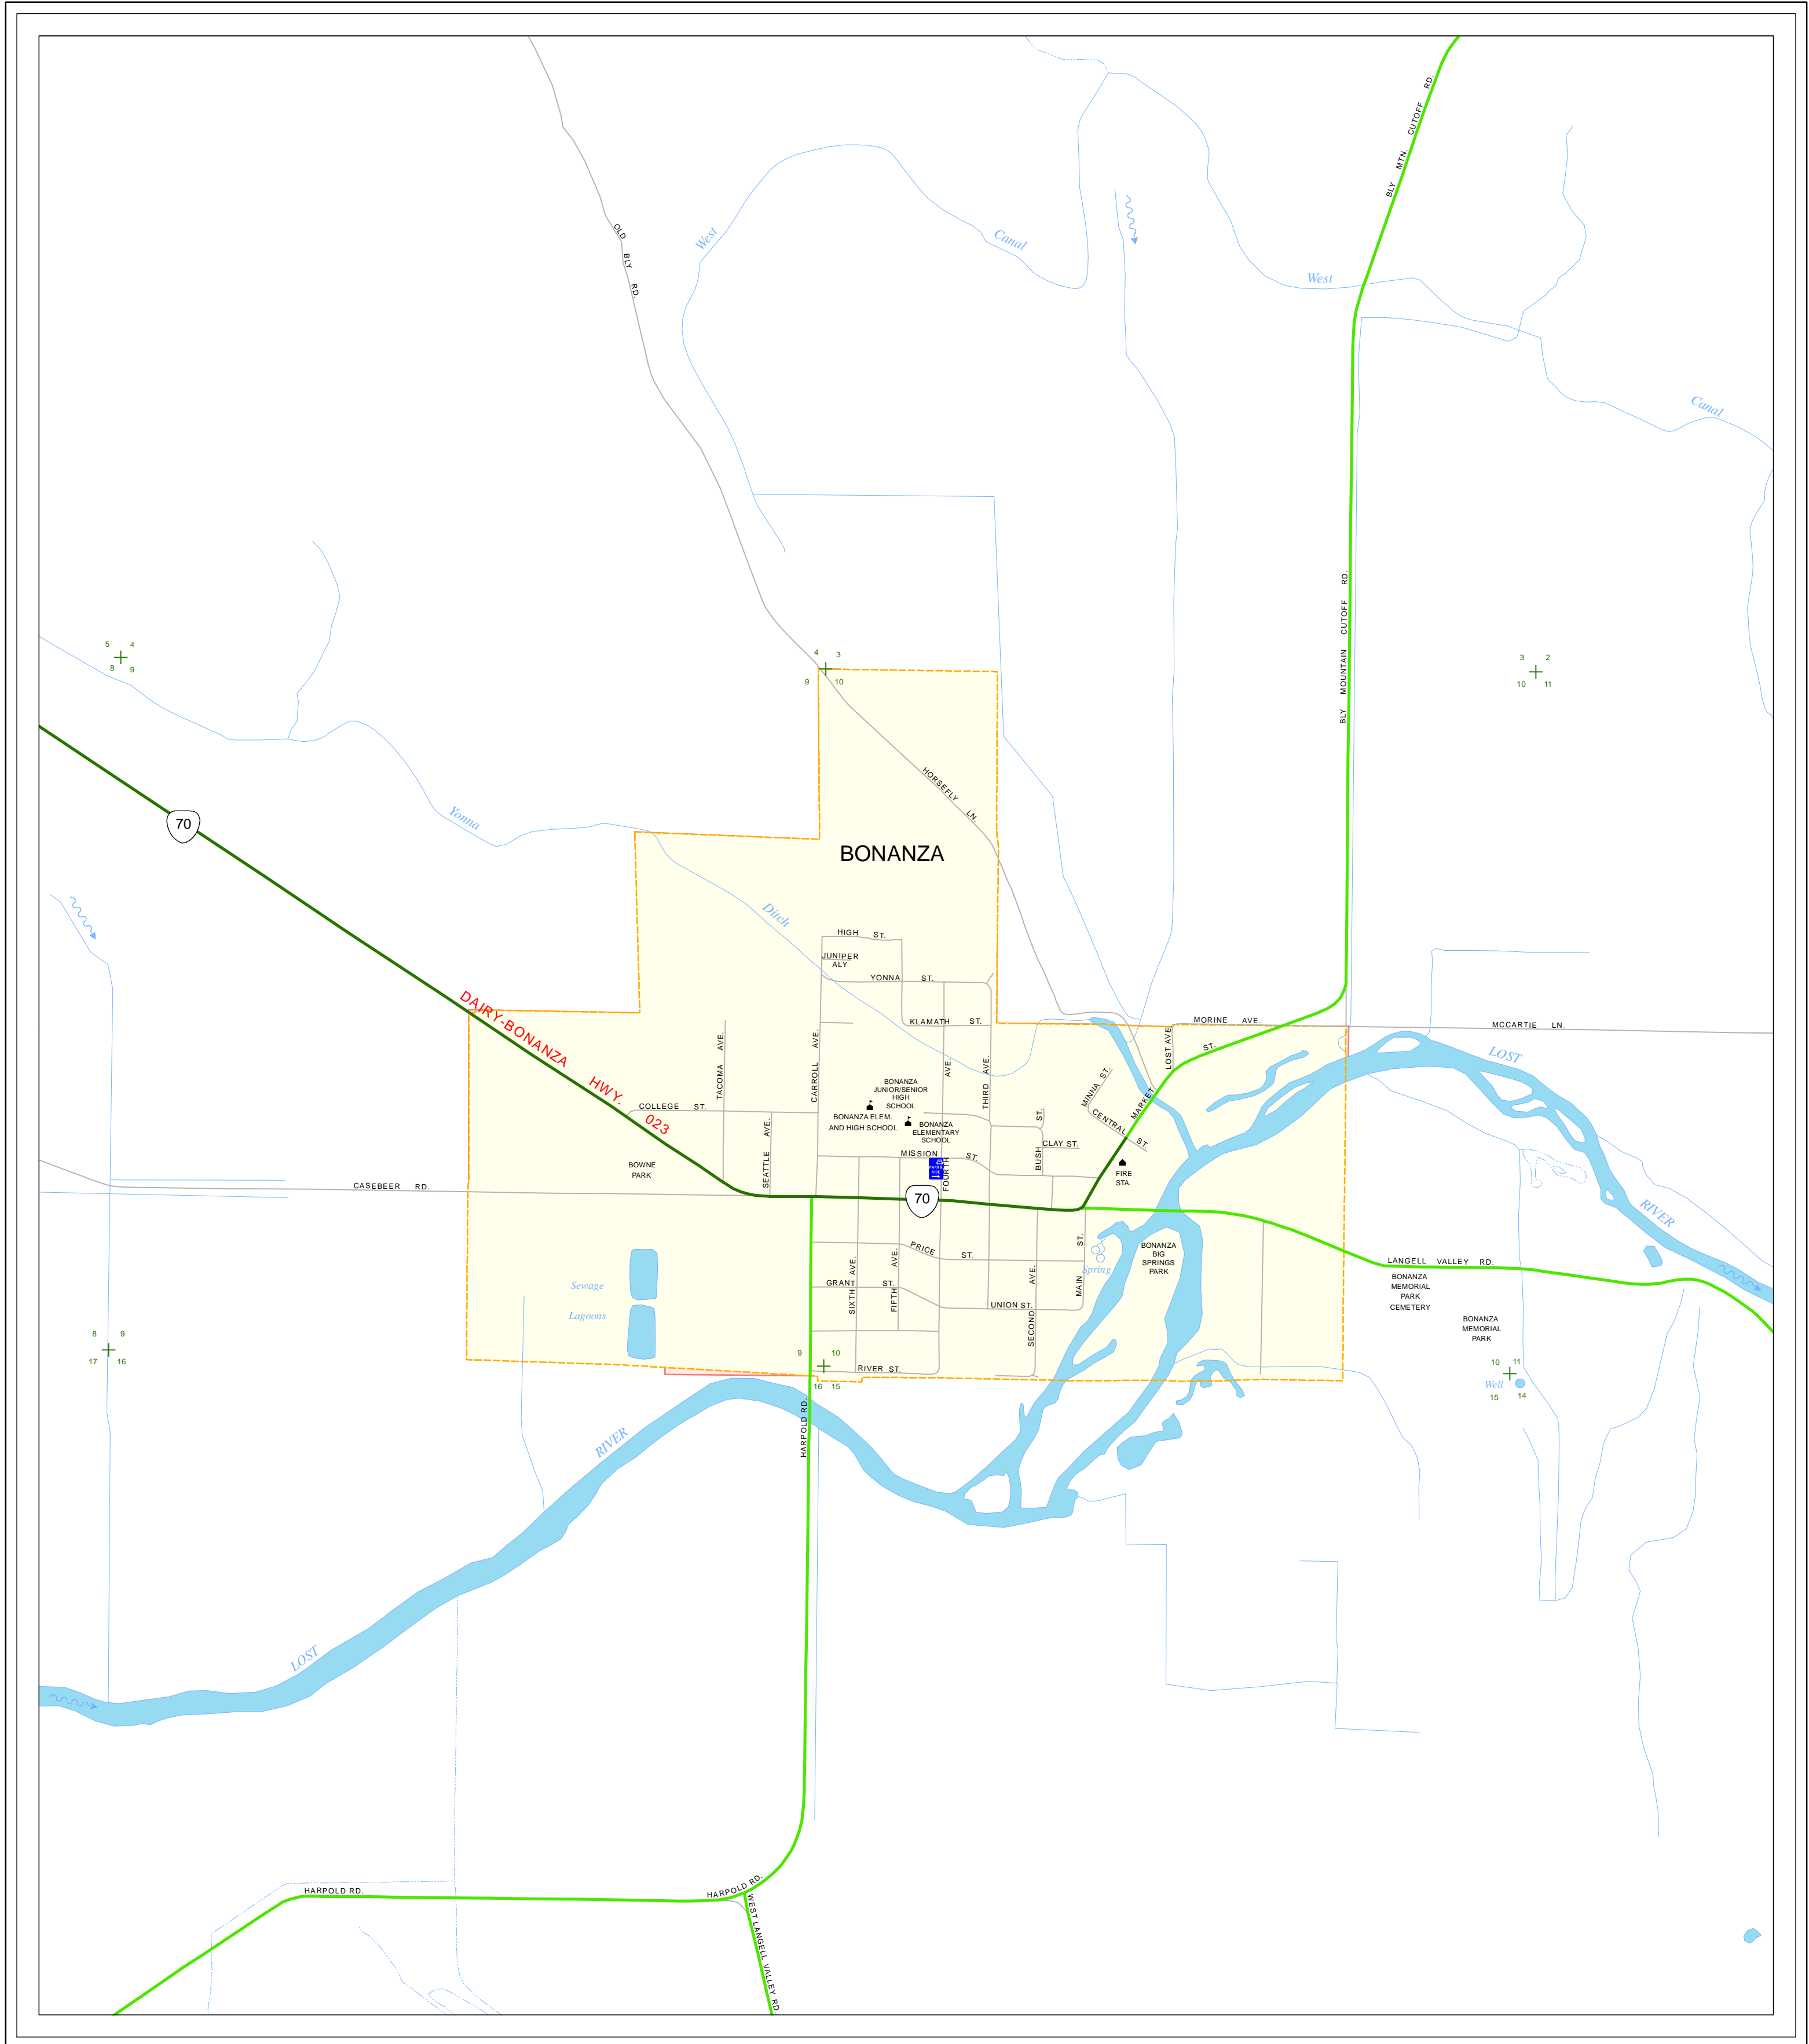 BLY MTN. CUTOFF RD.
OLD BLY RD.
West
Canal
West
Canal
BLY MOUNTAIN CUTOFF RD.
5 4
8 9
4 3
9 10
3 2
10 11
70
Yonna
HORSEFLY LN.
BONANZA
Ditch
HIGH ST.
JUNIPER
ALY
YONNA ST.
KLAMATH ST.
MORINE AVE.
MCCARTIE LN.
DAIRY-BONANZA HWY. 023
TACOMA AVE.
CARROLL AVE.
THIRD AVE.
LOST AVE.
MARKET ST.
LOST
RIVER
MINNA ST.
CENTRAL ST.
COLLEGE ST.
SEATTLE AVE.
BONANZA
JUNIOR/SENIOR
HIGH
SCHOOL
BONANZA ELEM.
AND HIGH SCHOOL
BONANZA
ELEMENTARY
SCHOOL
BUSH ST.
CLAY ST.
MISSION ST.
FOURTH AVE.
FIRE
STA.
BOWNE
PARK
CASEBEER RD.
70
PRICE ST.
GRANT ST.
SIXTH AVE.
FIFTH AVE.
UNION ST.
SECOND AVE.
MAIN ST.
Spring
BONANZA
BIG
SPRINGS
PARK
LANGELL VALLEY RD.
BONANZA
MEMORIAL
PARK
CEMETERY
BONANZA
MEMORIAL
PARK
Sewage
Lagoons
8 9
17 16
9 10
16 15
RIVER ST.
10 11
Well
15 14
HARPOLD RD.
RIVER
LOST
HARPOLD RD.
HARPOLD RD.
WEST LANGELL VALLEY RD.